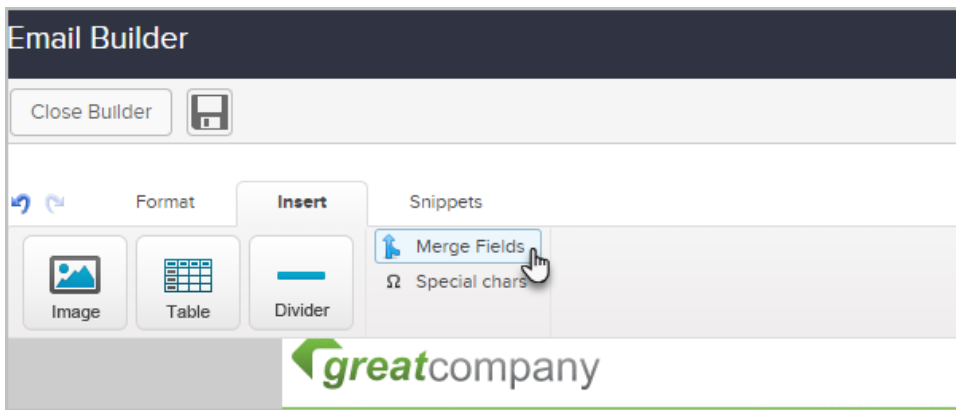 Email Builder
Close Builder
Format Insert Snippets
Merge Fields
Ω Special chars
Image Table Divider
greatcompany